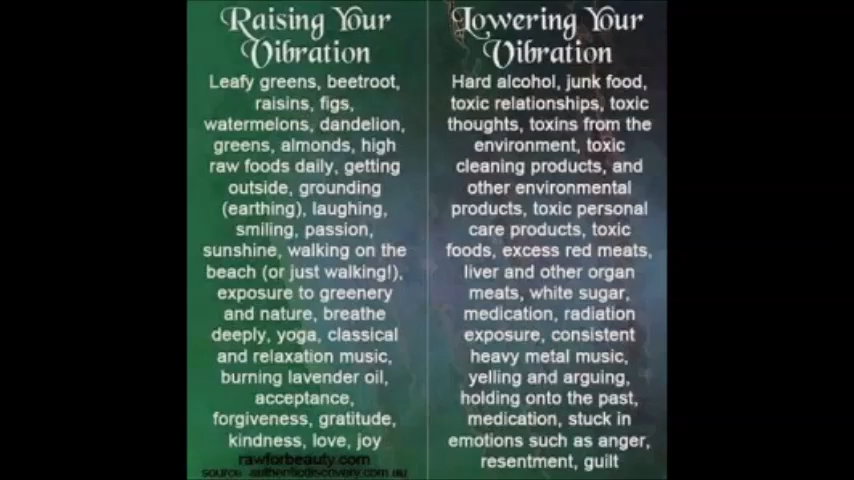 Raising Your
Vibration
Leafy greens, beetroot,
raisins, figs,
watermelons, dandelion,
greens, almonds, high
raw foods daily, getting
outside, grounding
(earthing), laughing,
smiling, passion,
sunshine, walking on the
beach (or just walking!),
exposure to greenery
and nature, breathe
deeply, yoga, classical
and relaxation music,
burning lavender oil,
acceptance,
forgiveness, gratitude,
kindness, love, joy
rawforbeauty.com
source: authenticdiscovery.com.au
Lowering Your
Vibration
Hard alcohol, junk food,
toxic relationships, toxic
thoughts, toxins from the
environment, toxic
cleaning products, and
other environmental
products, toxic personal
care products, toxic
foods, excess red meats,
liver and other organ
meats, white sugar,
medication, radiation
exposure, consistent
heavy metal music,
yelling and arguing,
holding onto the past,
medication, stuck in
emotions such as anger,
resentment, guilt